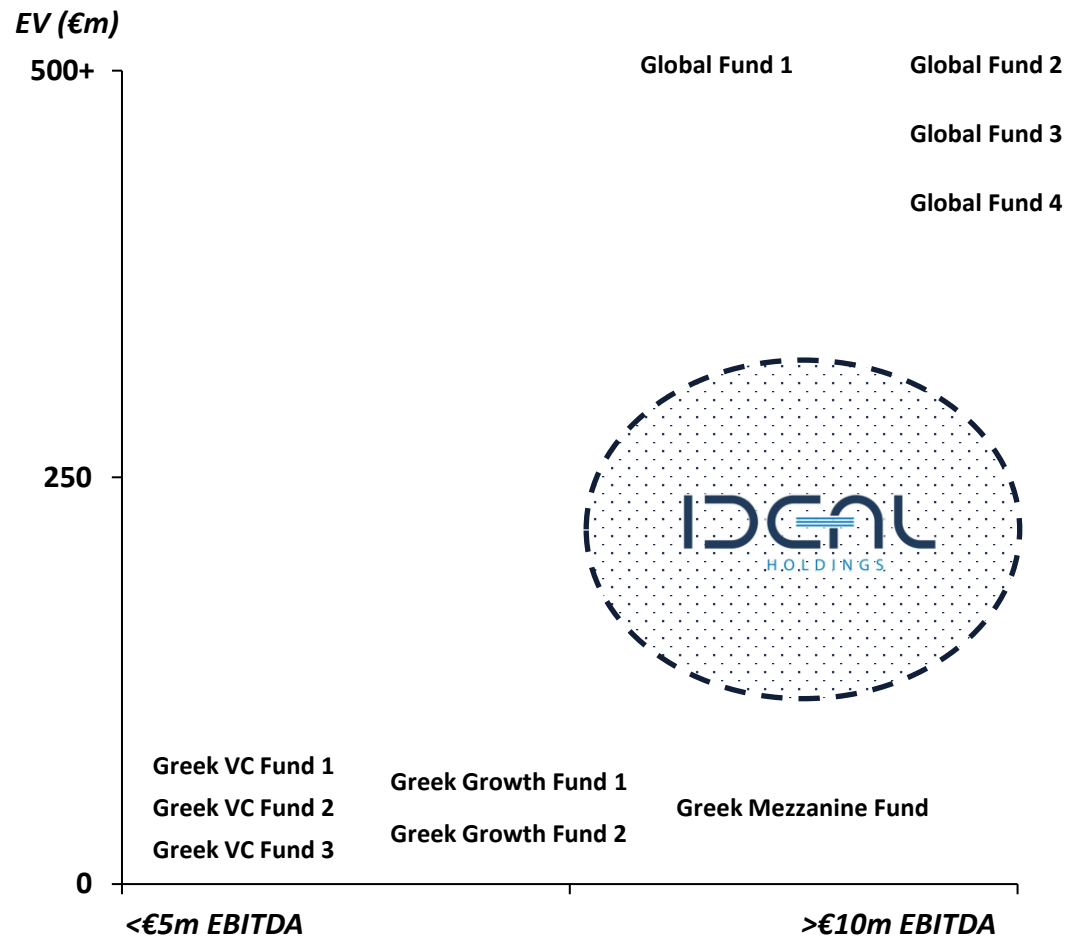 EV (€m)
500+
Global Fund 1
Global Fund 2
Global Fund 3
Global Fund 4
250
IDEAL
HOLDINGS
Greek VC Fund 1
Greek VC Fund 2
Greek VC Fund 3
Greek Growth Fund 1
Greek Growth Fund 2
Greek Mezzanine Fund
0
<€5m EBITDA
>€10m EBITDA